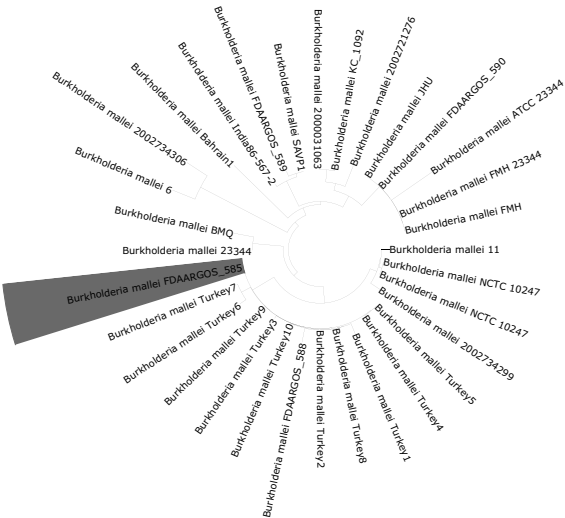 Burkholderia mallei 11
Burkholderia mallei FMH
Burkholderia mallei FMH 23344
Burkholderia mallei ATCC 23344
Burkholderia mallei FDAARGOS_590
Burkholderia mallei JHU
Burkholderia mallei 2002721276
Burkholderia mallei KC_1092
Burkholderia mallei 2000031063
Burkholderia mallei SAVP1
Burkholderia mallei FDAARGOS_589
Burkholderia mallei India86-567-2
Burkholderia mallei Bahrain1
Burkholderia mallei 2002734306
Burkholderia mallei 6
Burkholderia mallei BMQ
Burkholderia mallei 23344
Burkholderia mallei FDAARGOS_585
Burkholderia mallei Turkey7
Burkholderia mallei Turkey6
Burkholderia mallei Turkey9
Burkholderia mallei Turkey3
Burkholderia mallei Turkey10
Burkholderia mallei FDAARGOS_588
Burkholderia mallei Turkey2
Burkholderia mallei Turkey8
Burkholderia mallei Turkey1
Burkholderia mallei Turkey4
Burkholderia mallei Turkey5
Burkholderia mallei 2002734299
Burkholderia mallei NCTC 10247
Burkholderia mallei NCTC 10247